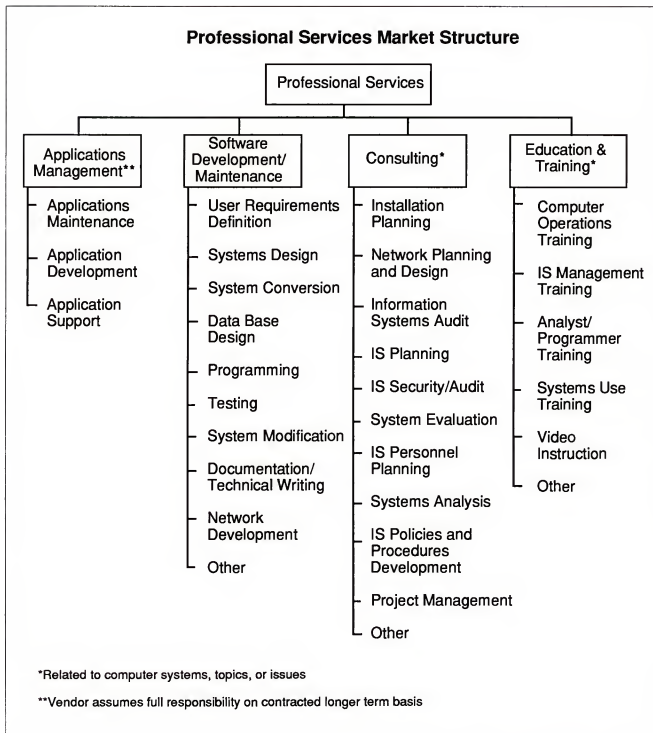 Professional Services Market Structure
Professional Services
Applications
Management**
Applications
Maintenance
Application
Development
Application
Support
Software
Development/
Maintenance
User Requirements
Definition
Systems Design
System Conversion
Data Base
Design
Programming
Testing
System Modification
Documentation/
Technical Writing
Network
Development
Other
Consulting*
Installation
Planning
Network Planning
and Design
Information
Systems Audit
IS Planning
IS Security/Audit
System Evaluation
IS Personnel
Planning
Systems Analysis
IS Policies and
Procedures
Development
Project Management
Other
Education &
Training*
Computer
Operations
Training
IS Management
Training
Analyst/
Programmer
Training
Systems Use
Training
Video
Instruction
Other
*Related to computer systems, topics, or issues
**Vendor assumes full responsibility on contracted longer term basis